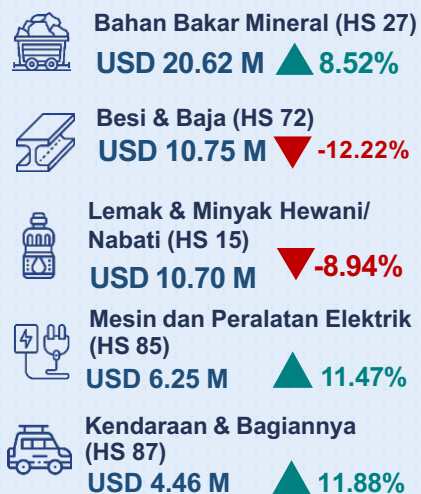 Bahan Bakar Mineral (HS 27)
USD 20.62 M 8.52%
Besi & Baja (HS 72)
USD 10.75 M -12.22%
Lemak & Minyak Hewani/
Nabati (HS 15)
USD 10.70 M -8.94%
Mesin dan Peralatan Elektrik
(HS 85)
USD 6.25 M 11.47%
Kendaraan & Bagiannya
(HS 87)
USD 4.46 M 11.88%